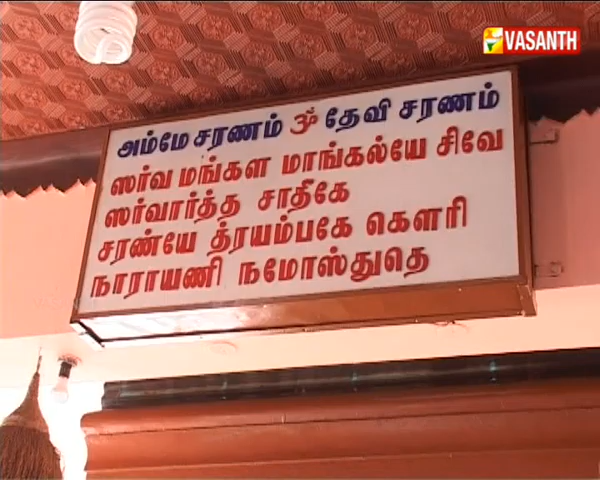 VASANTH
அம்மே சரணம் ௐ தேவி சரணம்
ஸர்வ மங்கள மாங்கல்யே சிவே
ஸர்வார்த்த சாதீகே
சரண்யே த்ரயம்பகே கௌரி
நாராயணி நமோஸ்துதெ